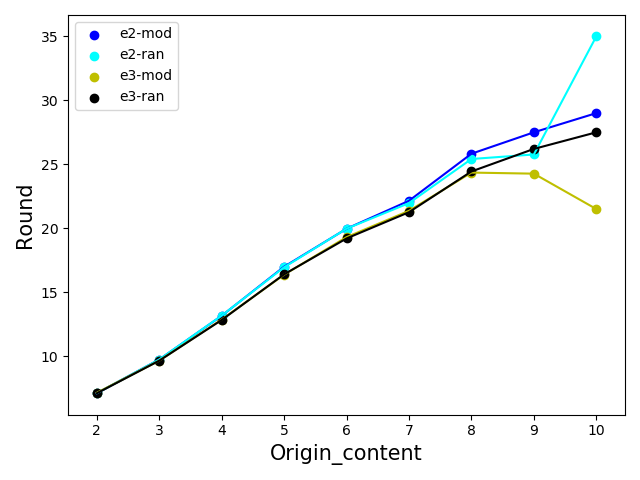 e2-mod
e2-ran
e3-mod
e3-ran
35
30
25
20
15
10
Round
2 3 4 5 6 7 8 9 10
Origin_content